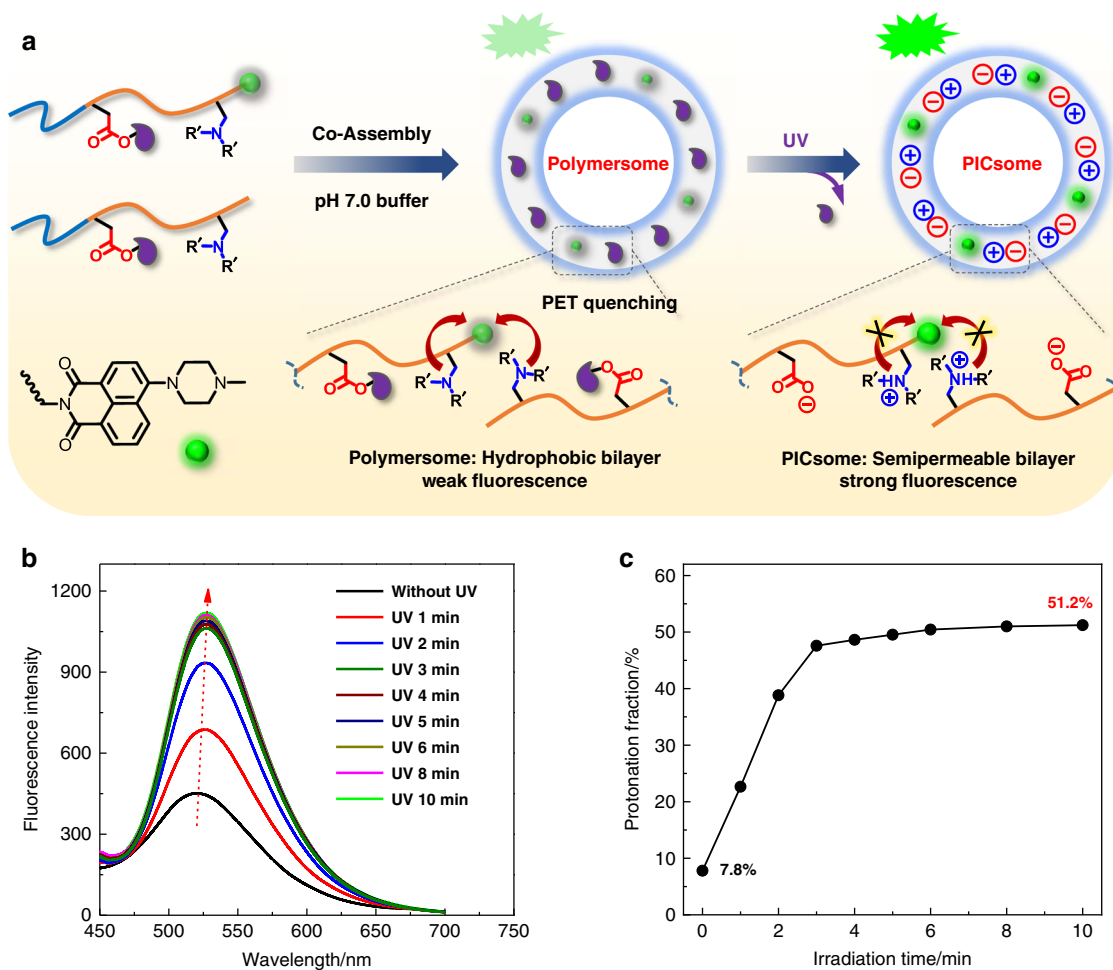 a
Co-Assembly
pH 7.0 buffer
Polymersome
UV
PICsome
O
O
N
R′
R′
O
O
N
R′
R′
PET quenching
O
O
R′
N
R′
R′
N
R′
O
O
O
O
R′
HN
R′
R′
NH
R′
O
O
O
N
O
N
N
Polymersome: Hydrophobic bilayer
weak fluorescence
PICsome: Semipermeable bilayer
strong fluorescence
b
Fluorescence intensity
1200
900
600
300
0
450 500 550 600 650 700 750
Wavelength/nm
Without UV
UV 1 min
UV 2 min
UV 3 min
UV 4 min
UV 5 min
UV 6 min
UV 8 min
UV 10 min
c
Protonation fraction/%
60
50
40
30
20
10
0
0 2 4 6 8 10
Irradiation time/min
7.8%
51.2%